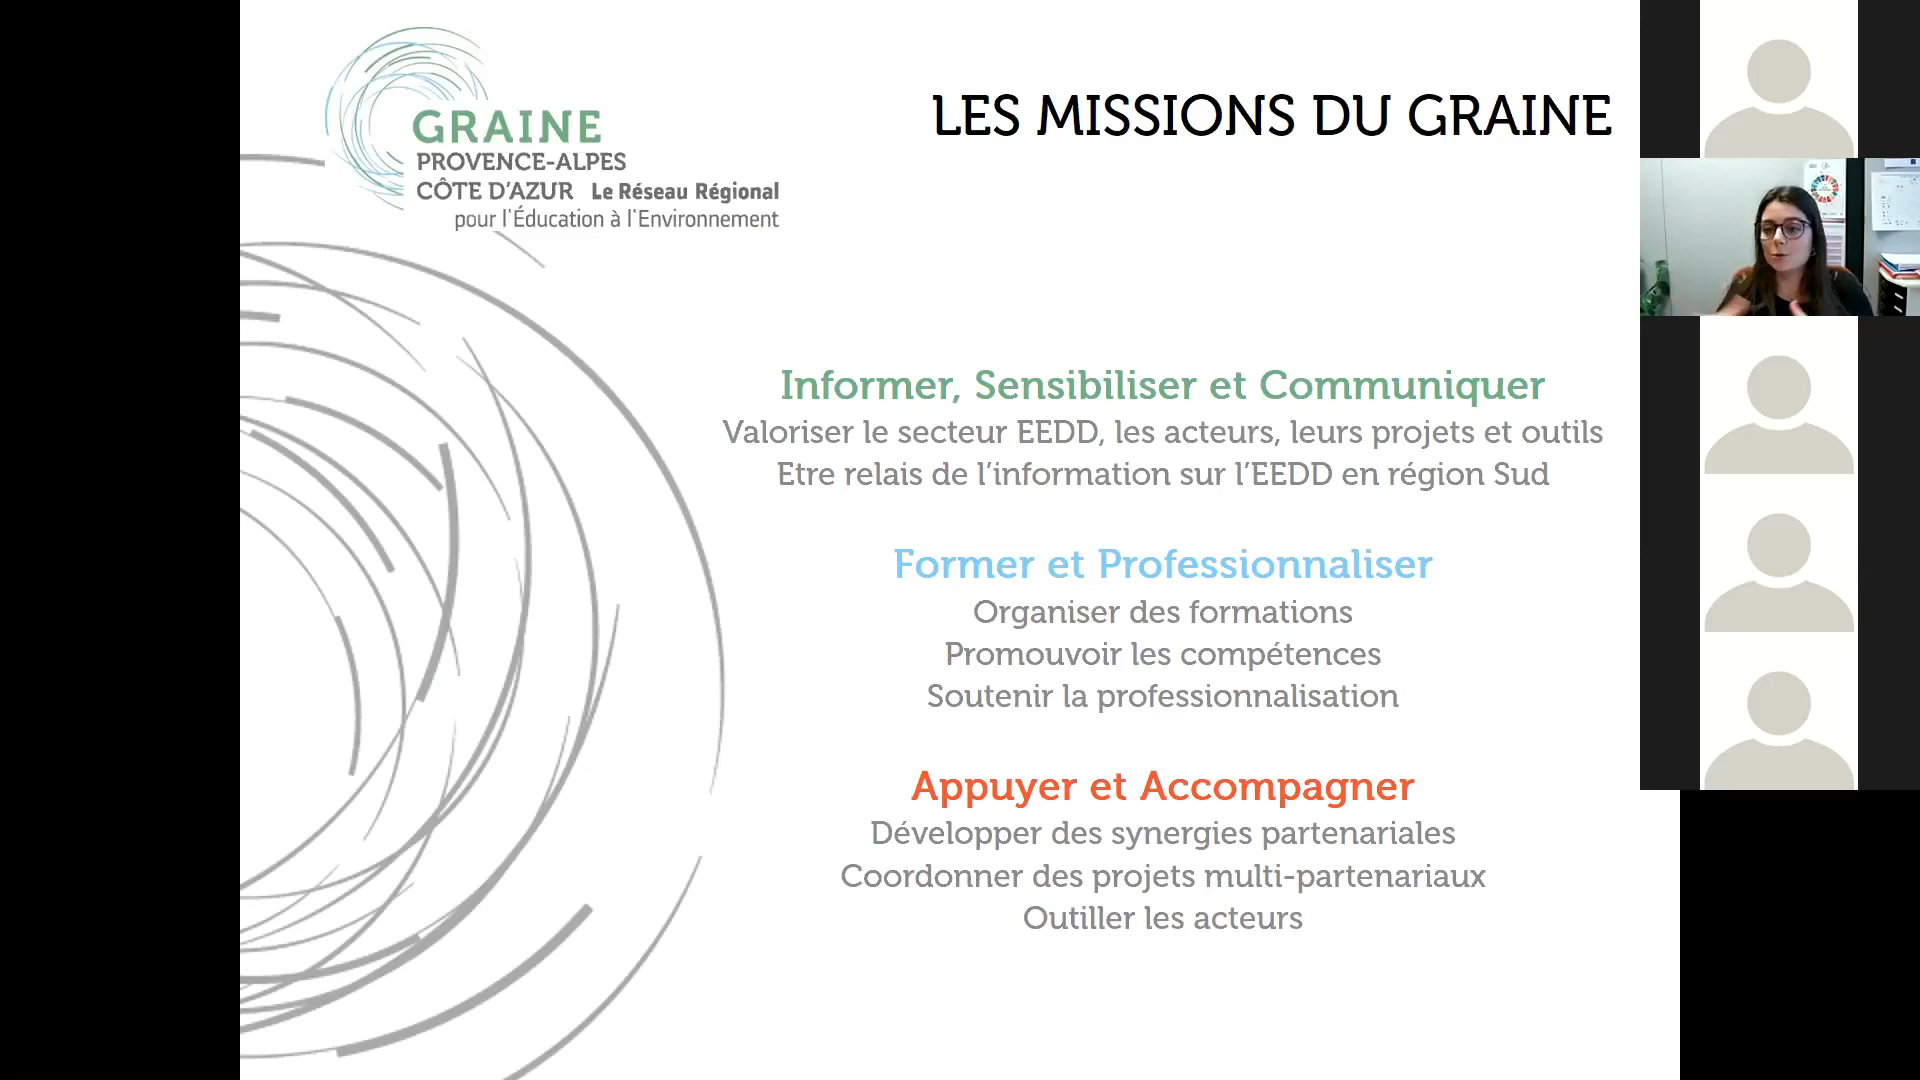 GRAINE
PROVENCE-ALPES
CÔTE D'AZUR Le Réseau Régional
pour l'Éducation à l'Environnement
LES MISSIONS DU GRAINE
Informer, Sensibiliser et Communiquer
Valoriser le secteur EEDD, les acteurs, leurs projets et outils
Etre relais de l’information sur l’EEDD en région Sud
Former et Professionnaliser
Organiser des formations
Promouvoir les compétences
Soutenir la professionnalisation
Appuyer et Accompagner
Développer des synergies partenariales
Coordonner des projets multi-partenariaux
Outiller les acteurs